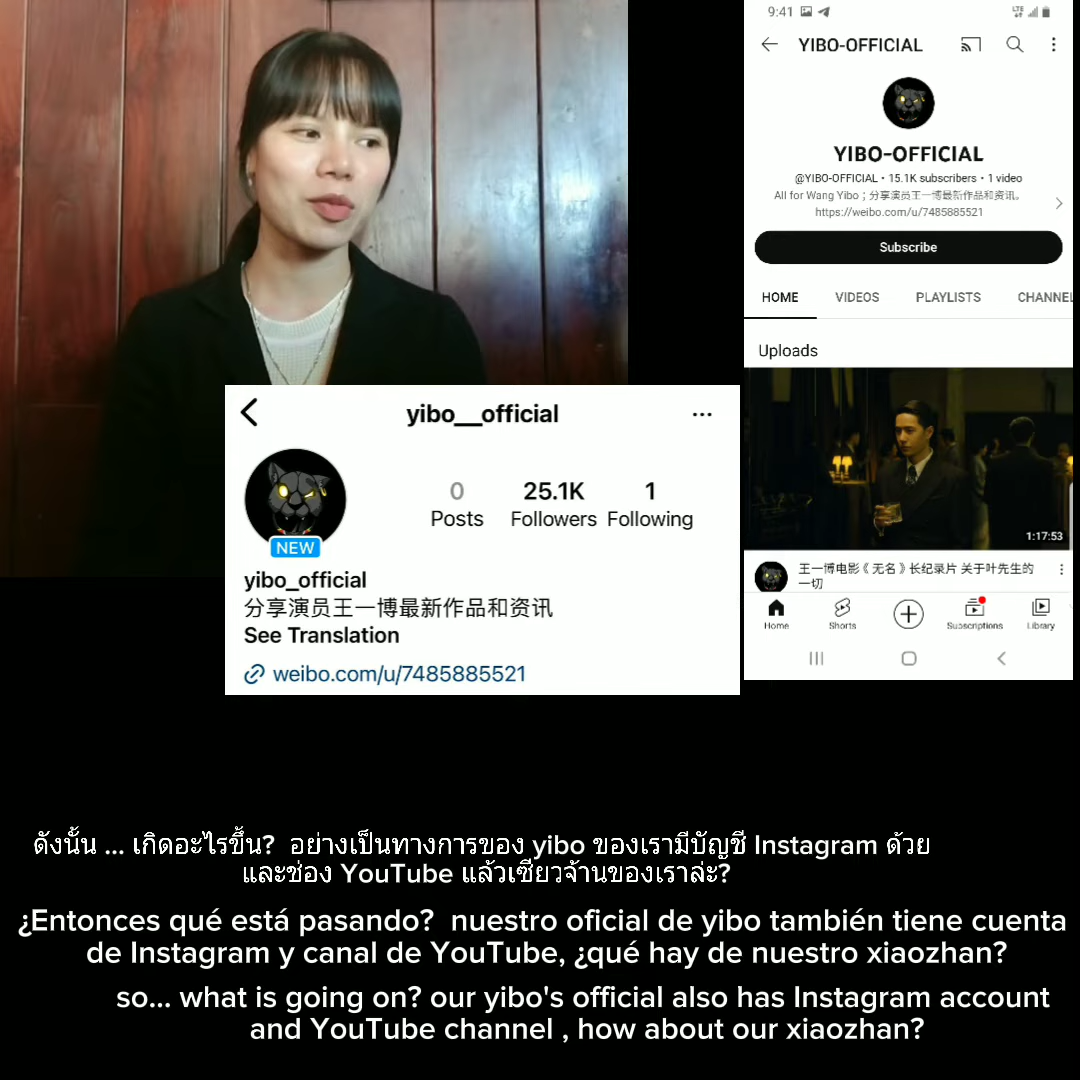 9:41
LTE
YIBO-OFFICIAL
YIBO-OFFICIAL
@YIBO-OFFICIAL • 15.1K subscribers • 1 video
All for Wang Yibo；分享演员王一博最新作品和资讯。
https://weibo.com/u/7485885521
Subscribe
HOME VIDEOS PLAYLISTS CHANNEL
Uploads
1:17:53
王一博电影《无名》长纪录片 关于叶先生的
一切
Home Shorts Subscriptions Library
yibo__official
0 25.1K 1
Posts Followers Following
NEW
yibo_official
分享演员王一博最新作品和资讯
See Translation
weibo.com/u/7485885521
ดังนั้น ... เกิดอะไรขึ้น? อย่างเป็นทางการของ yibo ของเรามีบัญชี Instagram ด้วย
และช่อง YouTube แล้วเซียวจ้านของเราล่ะ?
¿Entonces qué está pasando? nuestro oficial de yibo también tiene cuenta
de Instagram y canal de YouTube, ¿qué hay de nuestro xiaozhan?
so... what is going on? our yibo's official also has Instagram account
and YouTube channel , how about our xiaozhan?